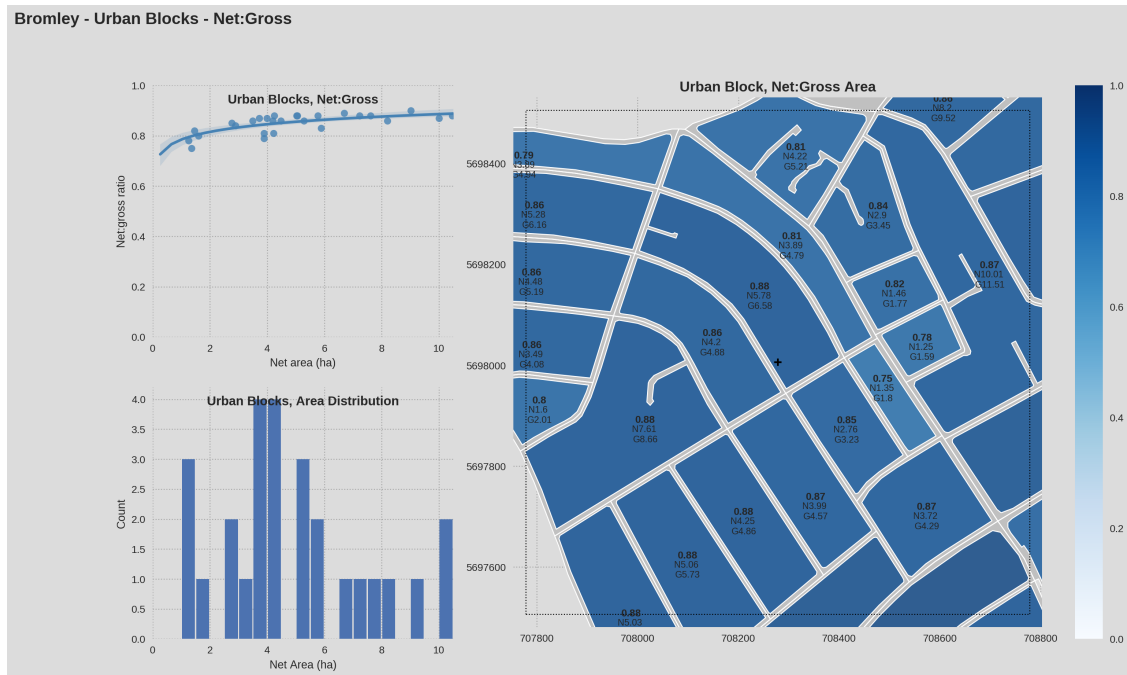 Bromley - Urban Blocks - Net:Gross
Urban Blocks, Net:Gross
1.0
0.8
0.6
0.4
0.2
0.0
Net:gross ratio
0 2 4 6 8 10
Net area (ha)
Urban Blocks, Area Distribution
4.0
3.5
3.0
2.5
2.0
1.5
1.0
0.5
0.0
Count
0 2 4 6 8 10
Net Area (ha)
Urban Block, Net:Gross Area
5698400
5698200
5698000
5697800
5697600
707800 708000 708200 708400 708600 708800
0.86
N8.2
G9.52
0.79
N3.89
G4.94
0.81
N4.22
G5.21
0.86
N5.28
G6.16
0.84
N2.9
G3.45
0.81
N3.89
G4.79
0.86
N4.48
G5.19
0.88
N5.78
G6.58
0.82
N1.46
G1.77
0.87
N10.01
G11.51
0.86
N3.49
G4.08
0.86
N4.2
G4.88
0.78
N1.25
G1.59
0.75
N1.35
G1.8
0.8
N1.6
G2.01
0.88
N7.61
G8.66
0.85
N2.76
G3.23
0.88
N4.25
G4.86
0.87
N3.99
G4.57
0.87
N3.72
G4.29
0.88
N5.06
G5.73
0.88
N5.03
1.0
0.8
0.6
0.4
0.2
0.0